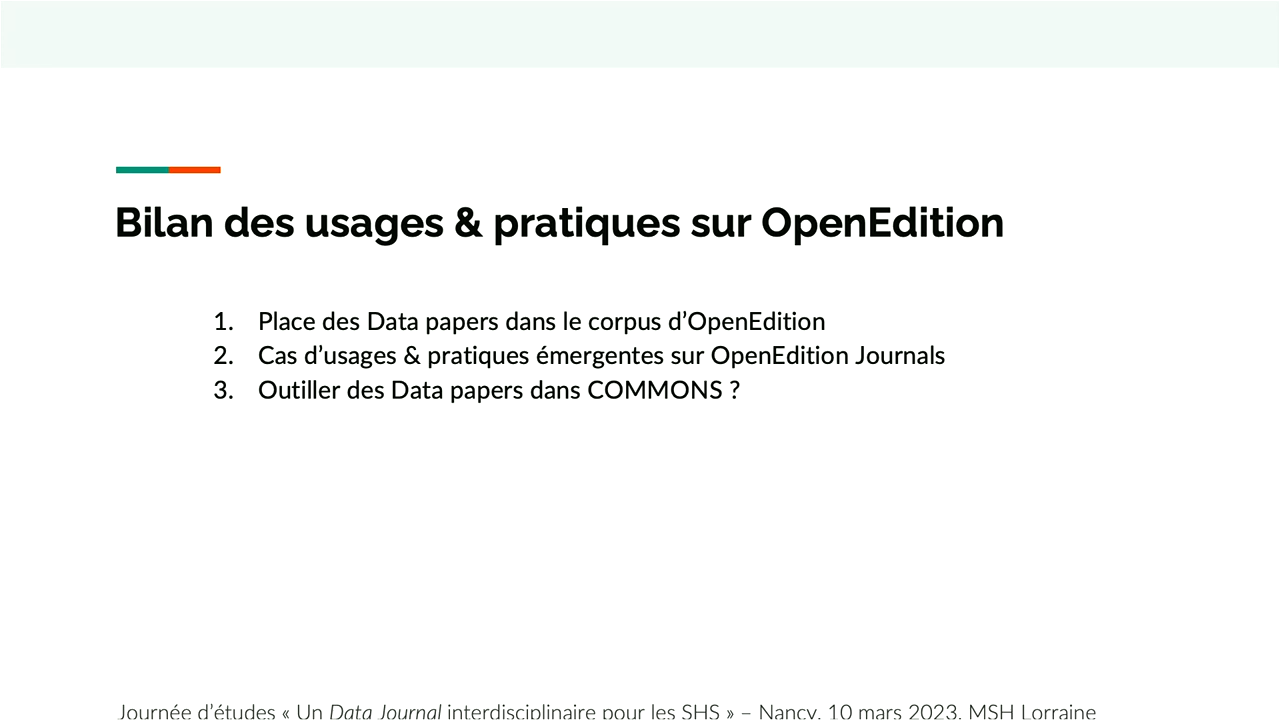 Bilan des usages & pratiques sur OpenEdition
1. Place des Data papers dans le corpus d’OpenEdition
2. Cas d’usages & pratiques émergentes sur OpenEdition Journals
3. Outiller des Data papers dans COMMONS ?
Journée d’études « Un Data Journal interdisciplinaire pour les SHS » – Nancy, 10 mars 2023, MSH Lorraine